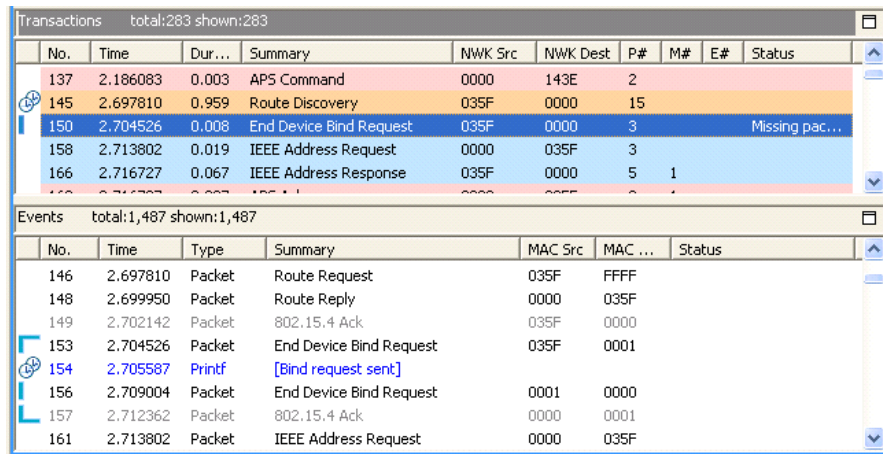 Transactions total:283 shown:283
No. Time Dur... Summary NWK Src NWK Dest P# M# E# Status
137 2.186083 0.003 APS Command 0000 143E 2
145 2.697810 0.959 Route Discovery 035F 0000 15
150 2.704526 0.008 End Device Bind Request 035F 0000 3 Missing pac...
158 2.713802 0.019 IEEE Address Request 0000 035F 3
166 2.716727 0.067 IEEE Address Response 035F 0000 5 1
Events total:1,487 shown:1,487
No. Time Type Summary MAC Src MAC ... Status
146 2.697810 Packet Route Request 035F FFFF
148 2.699950 Packet Route Reply 0000 035F
149 2.702142 Packet 802.15.4 Ack 035F 0000
153 2.704526 Packet End Device Bind Request 035F 0001
154 2.705587 Printf [Bind request sent]
156 2.709004 Packet End Device Bind Request 0001 0000
157 2.712362 Packet 802.15.4 Ack 0000 0001
161 2.713802 Packet IEEE Address Request 0000 035F